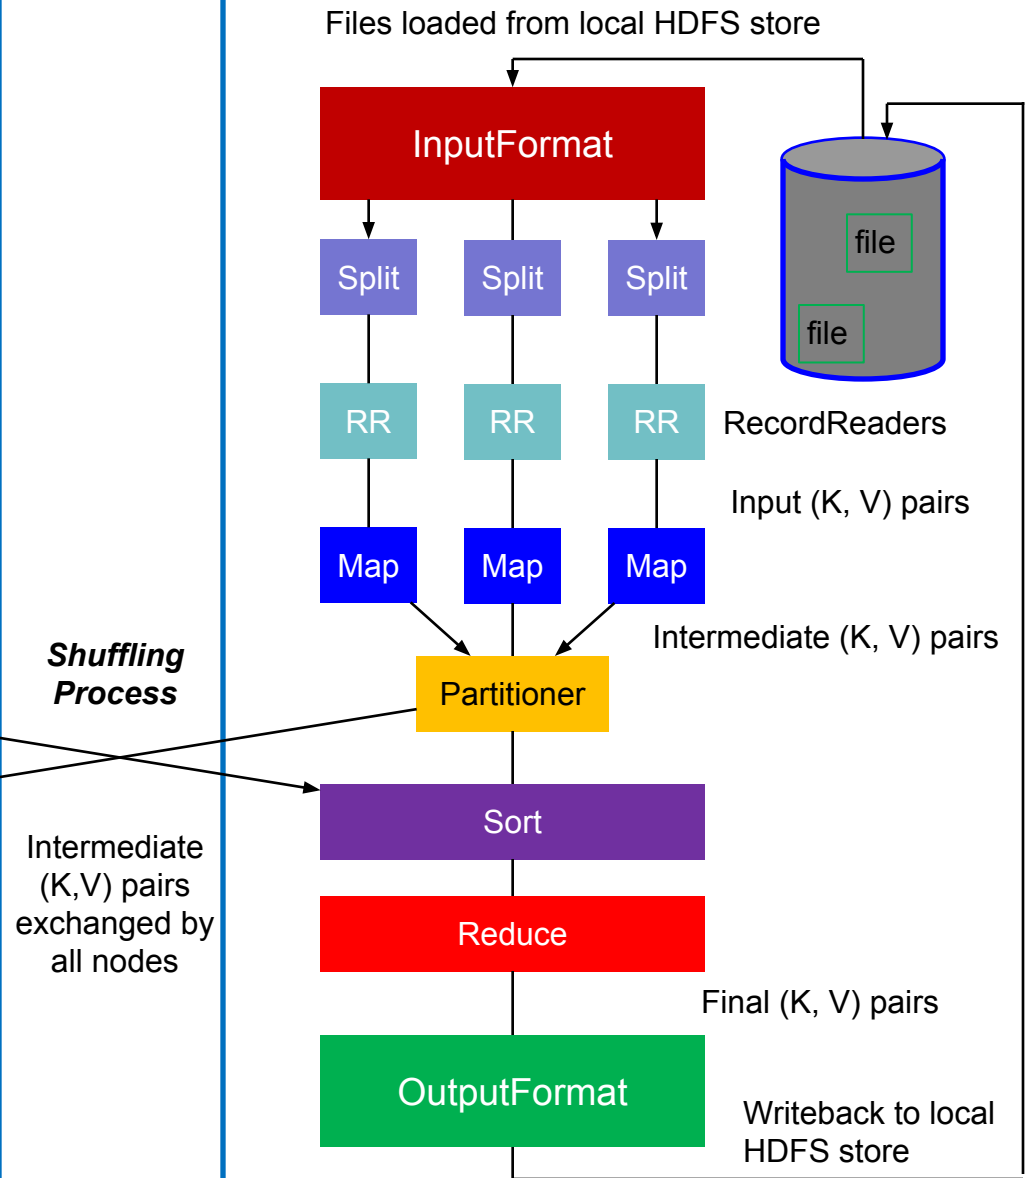 Files loaded from local HDFS store
InputFormat
file
Split Split Split
file
RR RR RR
RecordReaders
Input (K, V) pairs
Map Map Map
Intermediate (K, V) pairs
Shuffling
Process
Partitioner
Sort
Intermediate
(K,V) pairs
exchanged by
all nodes
Reduce
Final (K, V) pairs
OutputFormat
Writeback to local
HDFS store